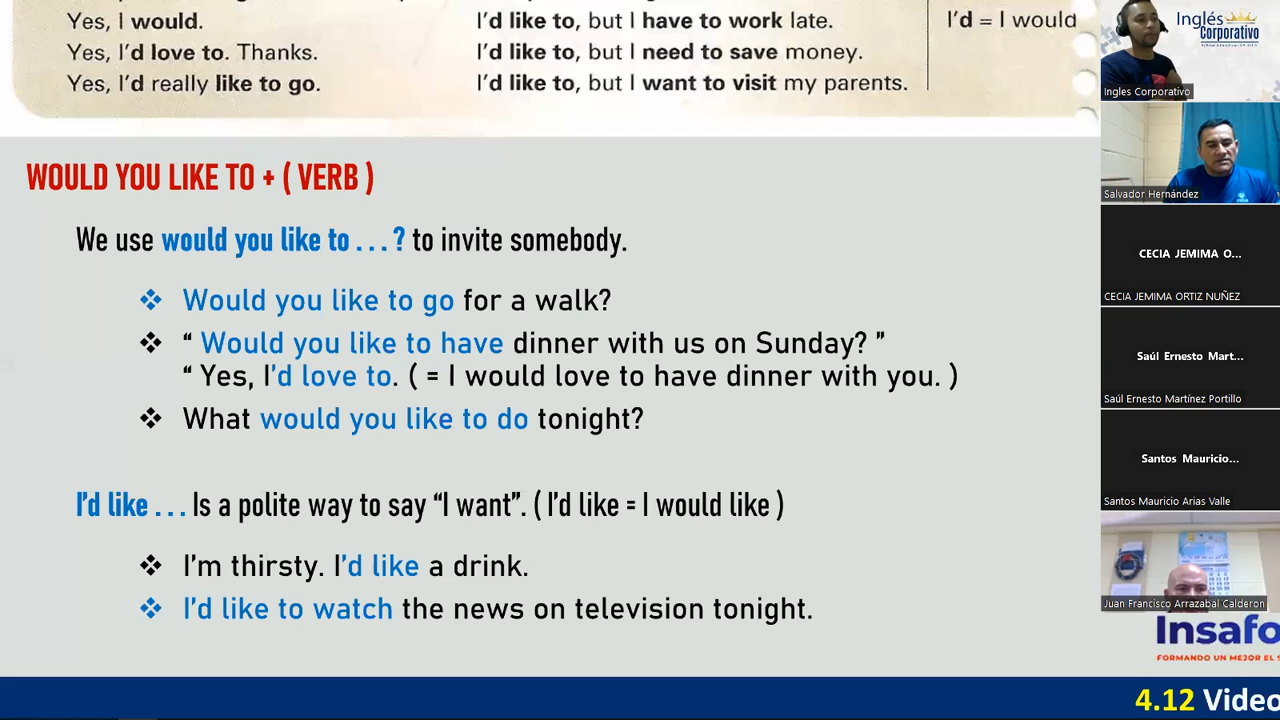 Yes, I would.
I'd like to, but I have to work late.
I'd = I would
Yes, I'd love to. Thanks.
I'd like to, but I need to save money.
Yes, I'd really like to go.
I'd like to, but I want to visit my parents.
WOULD YOU LIKE TO + ( VERB )
We use would you like to . . . ? to invite somebody.
❖ Would you like to go for a walk?
❖ “ Would you like to have dinner with us on Sunday? ”
“ Yes, I'd love to. ( = I would love to have dinner with you. )
❖ What would you like to do tonight?
I'd like . . . Is a polite way to say “I want”. ( I'd like = I would like )
❖ I'm thirsty. I'd like a drink.
❖ I'd like to watch the news on television tonight.
Inglés
Corporativo
Ingles Corporativo
Salvador Hernández
CECIA JEMIMA O...
CECIA JEMIMA ORTIZ NUÑEZ
Saúl Ernesto Mart...
Saúl Ernesto Martínez Portillo
Santos Mauricio...
Santos Mauricio Arias Valle
Juan Francisco Arrazabal Calderon
Insafo
FORMANDO UN MEJOR EL S
4.12 Video